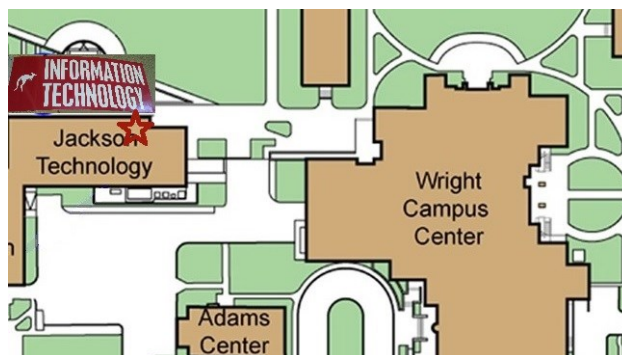 INFORMATION
TECHNOLOGY
Jackson
Technology
Wright
Campus
Center
Adams
Center